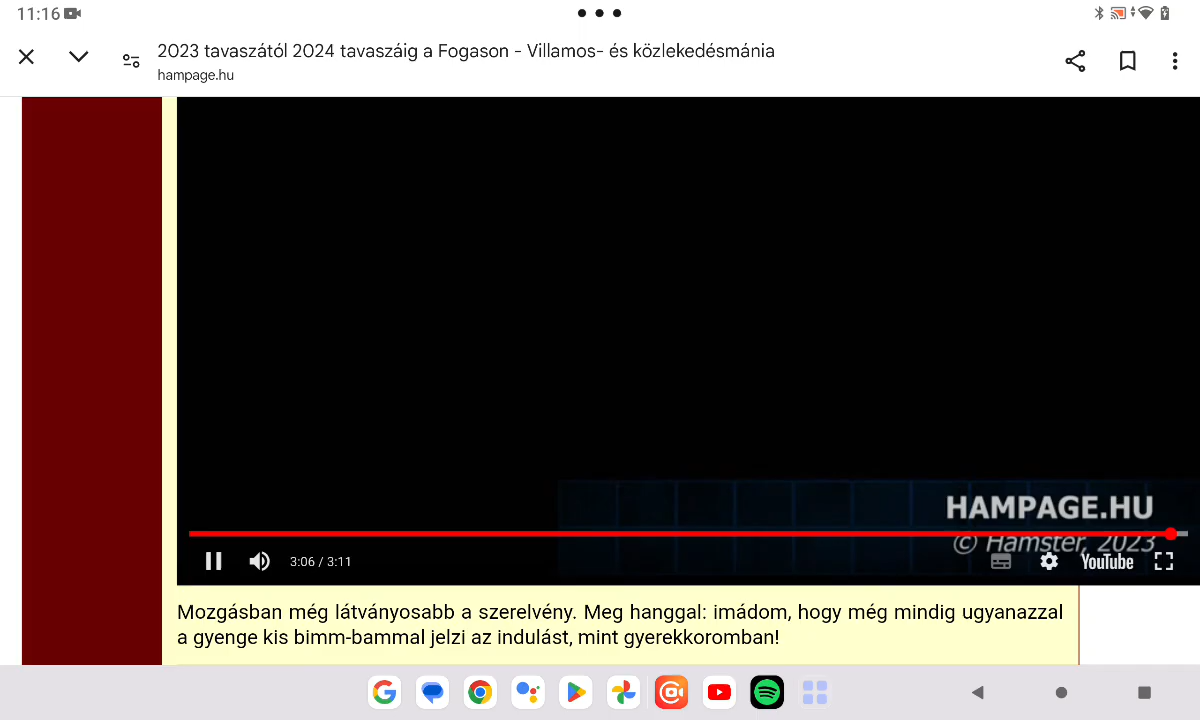 11:16
2023 tavaszától 2024 tavaszáig a Fogason - Villamos- és közlekedésmánia
hampage.hu
HAMPAGE.HU
© Hamster, 2023
3:06 / 3:11
YouTube
Mozgásban még látványosabb a szerelvény. Meg hanggal: imádom, hogy még mindig ugyanazzal
a gyenge kis bimm-bammal jelzi az indulást, mint gyerekkoromban!